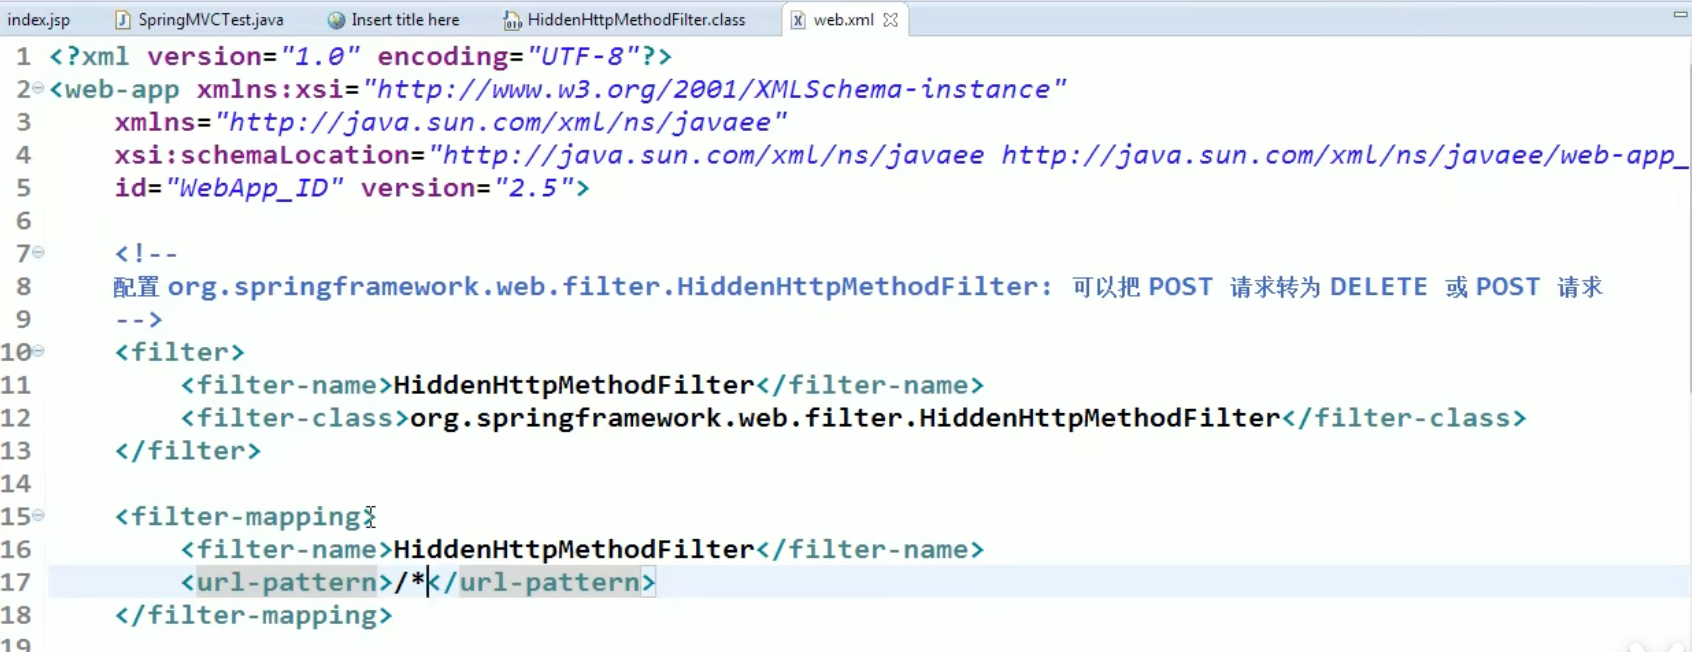 index.jsp SpringMVCTest.java Insert title here HiddenHttpMethodFilter.class web.xml
1 <?xml version="1.0" encoding="UTF-8"?>
2 <web-app xmlns:xsi="http://www.w3.org/2001/XMLSchema-instance"
3 xmlns="http://java.sun.com/xml/ns/javaee"
4 xsi:schemaLocation="http://java.sun.com/xml/ns/javaee http://java.sun.com/xml/ns/javaee/web-app_
5 id="WebApp_ID" version="2.5">
6
7 <!--
8 配置 org.springframework.web.filter.HiddenHttpMethodFilter: 可以把 POST 请求转为 DELETE 或 POST 请求
9 -->
10 <filter>
11 <filter-name>HiddenHttpMethodFilter</filter-name>
12 <filter-class>org.springframework.web.filter.HiddenHttpMethodFilter</filter-class>
13 </filter>
14
15 <filter-mapping>
16 <filter-name>HiddenHttpMethodFilter</filter-name>
17 <url-pattern>/*</url-pattern>
18 </filter-mapping>
19